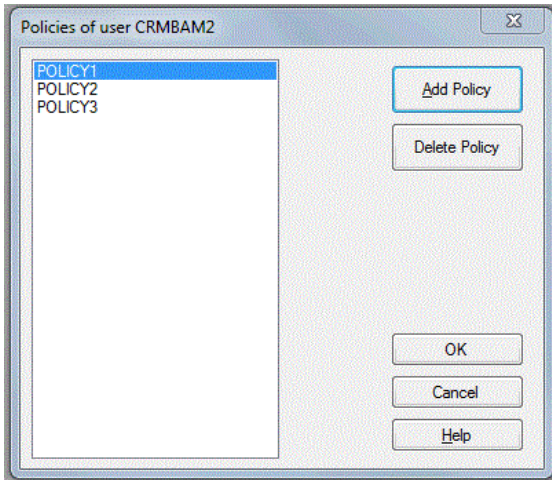 Policies of user CRMBAM2
POLICY1
POLICY2
POLICY3
Add Policy
Delete Policy
OK
Cancel
Help